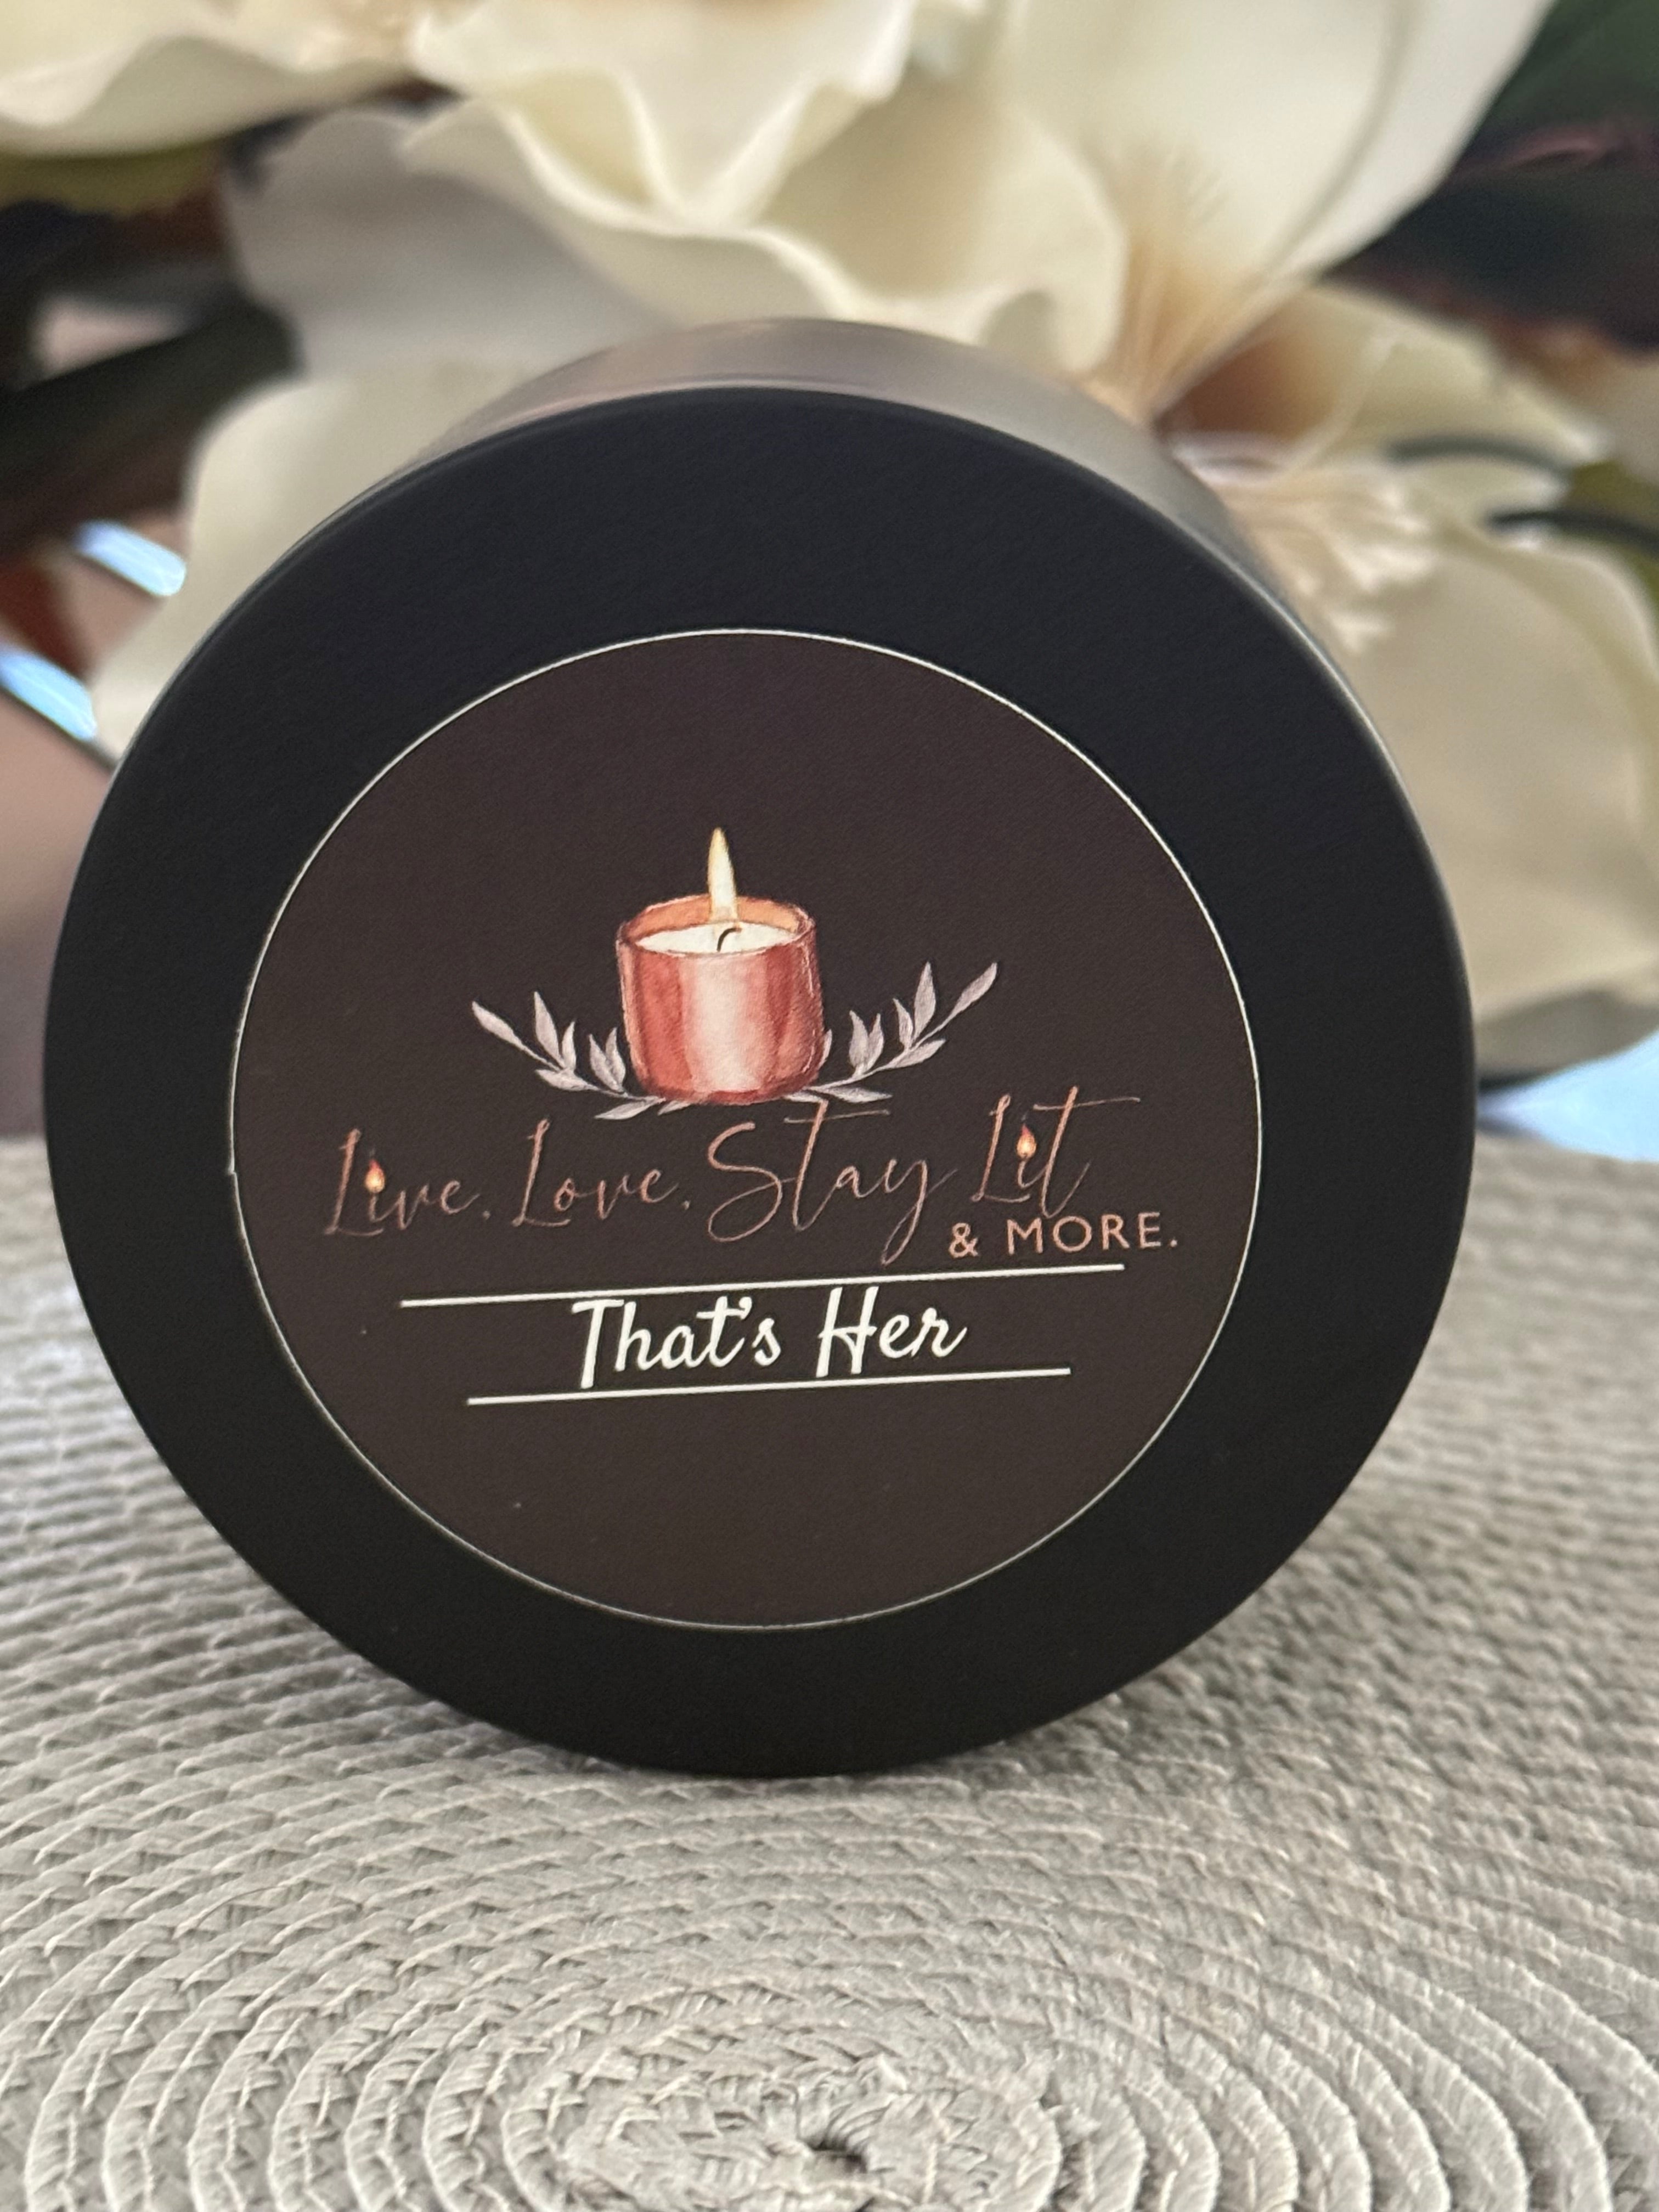 Live. Love. Stay Lit
& MORE.
That's Her